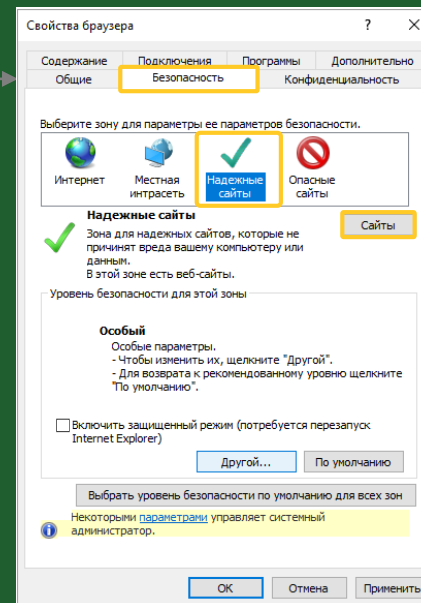 Свойства браузера ? ×
Содержание Подключения Программы Дополнительно
Общие Безопасность Конфиденциальность
Выберите зону для параметры ее параметров безопасности.
Интернет Местная интрасеть Надежные сайты Опасные сайты
Надежные сайты
Сайты
Зона для надежных сайтов, которые не
причинят вреда вашему компьютеру или
данным.
В этой зоне есть веб-сайты.
Уровень безопасности для этой зоны
Особый
Особые параметры.
- Чтобы изменить их, щелкните "Другой".
- Для возврата к рекомендованному уровню щелкните
"По умолчанию".
Включить защищенный режим (потребуется перезапуск
Internet Explorer)
Другой... По умолчанию
Выбрать уровень безопасности по умолчанию для всех зон
Некоторыми параметрами управляет системный
администратор.
ОК Отмена Применить